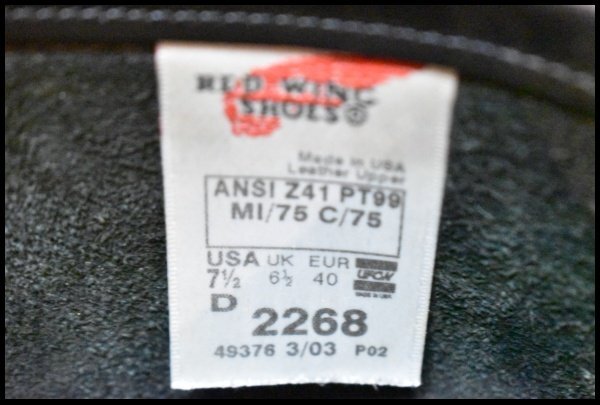 RED WING
SHOES®
Made in USA
Leather Upper
ANSI Z41 PT99
MI/75 C/75
USA UK EUR
7½ 6½ 40
D
2268
49376 3/03 P02